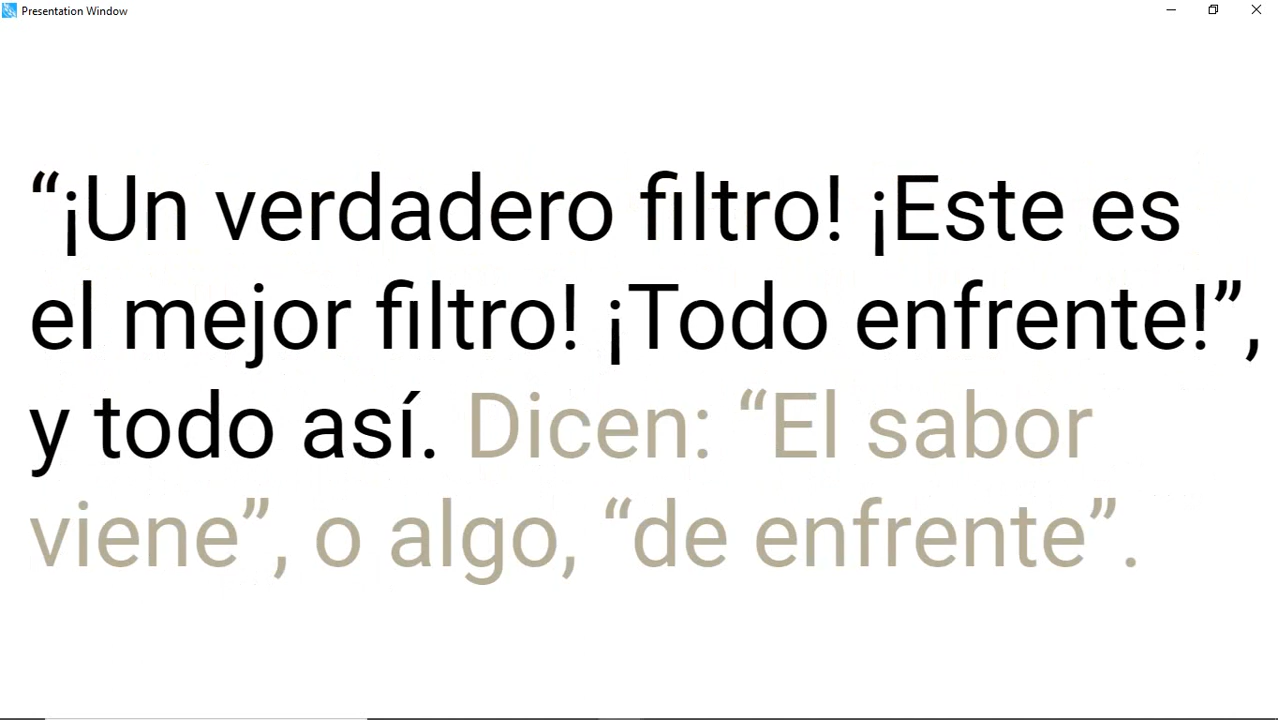 Presentation Window
“¡Un verdadero filtro! ¡Este es
el mejor filtro! ¡Todo enfrente!”,
y todo así. Dicen: “El sabor
viene”, o algo, “de enfrente”.